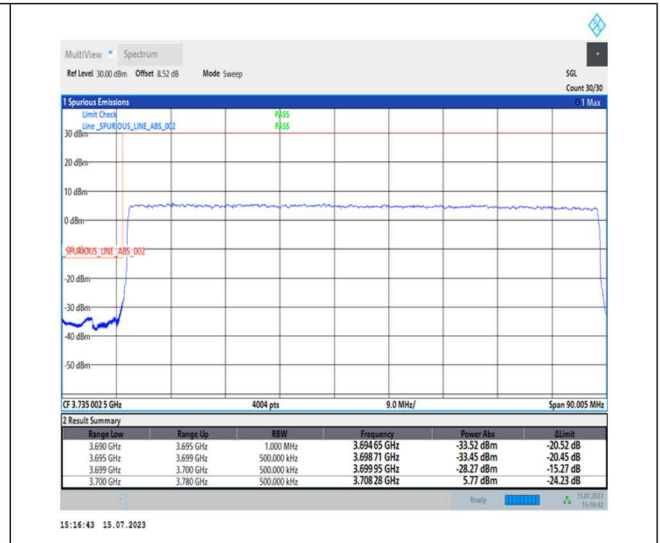 MultiView Spectrum
Ref Level 30.00 dBm Offset 8.52 dB Mode Sweep SGL
Count 30/30
1 Spurious Emissions 1 Max
Limit Check PASS
Line _SPURIOUS_LINE_ABS_002 PASS
30 dBm
20 dBm
10 dBm
0 dBm
_SPURIOUS_LINE_ABS_002
-20 dBm
-30 dBm
-40 dBm
-50 dBm
CF 3.735 002 5 GHz 4004 pts 9.0 MHz/ Span 90.005 MHz
2 Result Summary
Range Low Range Up RBW Frequency Power Abs ΔLimit
3.690 GHz 3.695 GHz 1.000 MHz 3.694 65 GHz -33.52 dBm -20.52 dB
3.695 GHz 3.699 GHz 500.000 kHz 3.698 71 GHz -33.45 dBm -20.45 dB
3.699 GHz 3.700 GHz 500.000 kHz 3.699 95 GHz -28.27 dBm -15.27 dB
3.700 GHz 3.780 GHz 500.000 kHz 3.708 28 GHz 5.77 dBm -24.23 dB
Ready 15.07.2023
15:16:43
15:16:43 15.07.2023